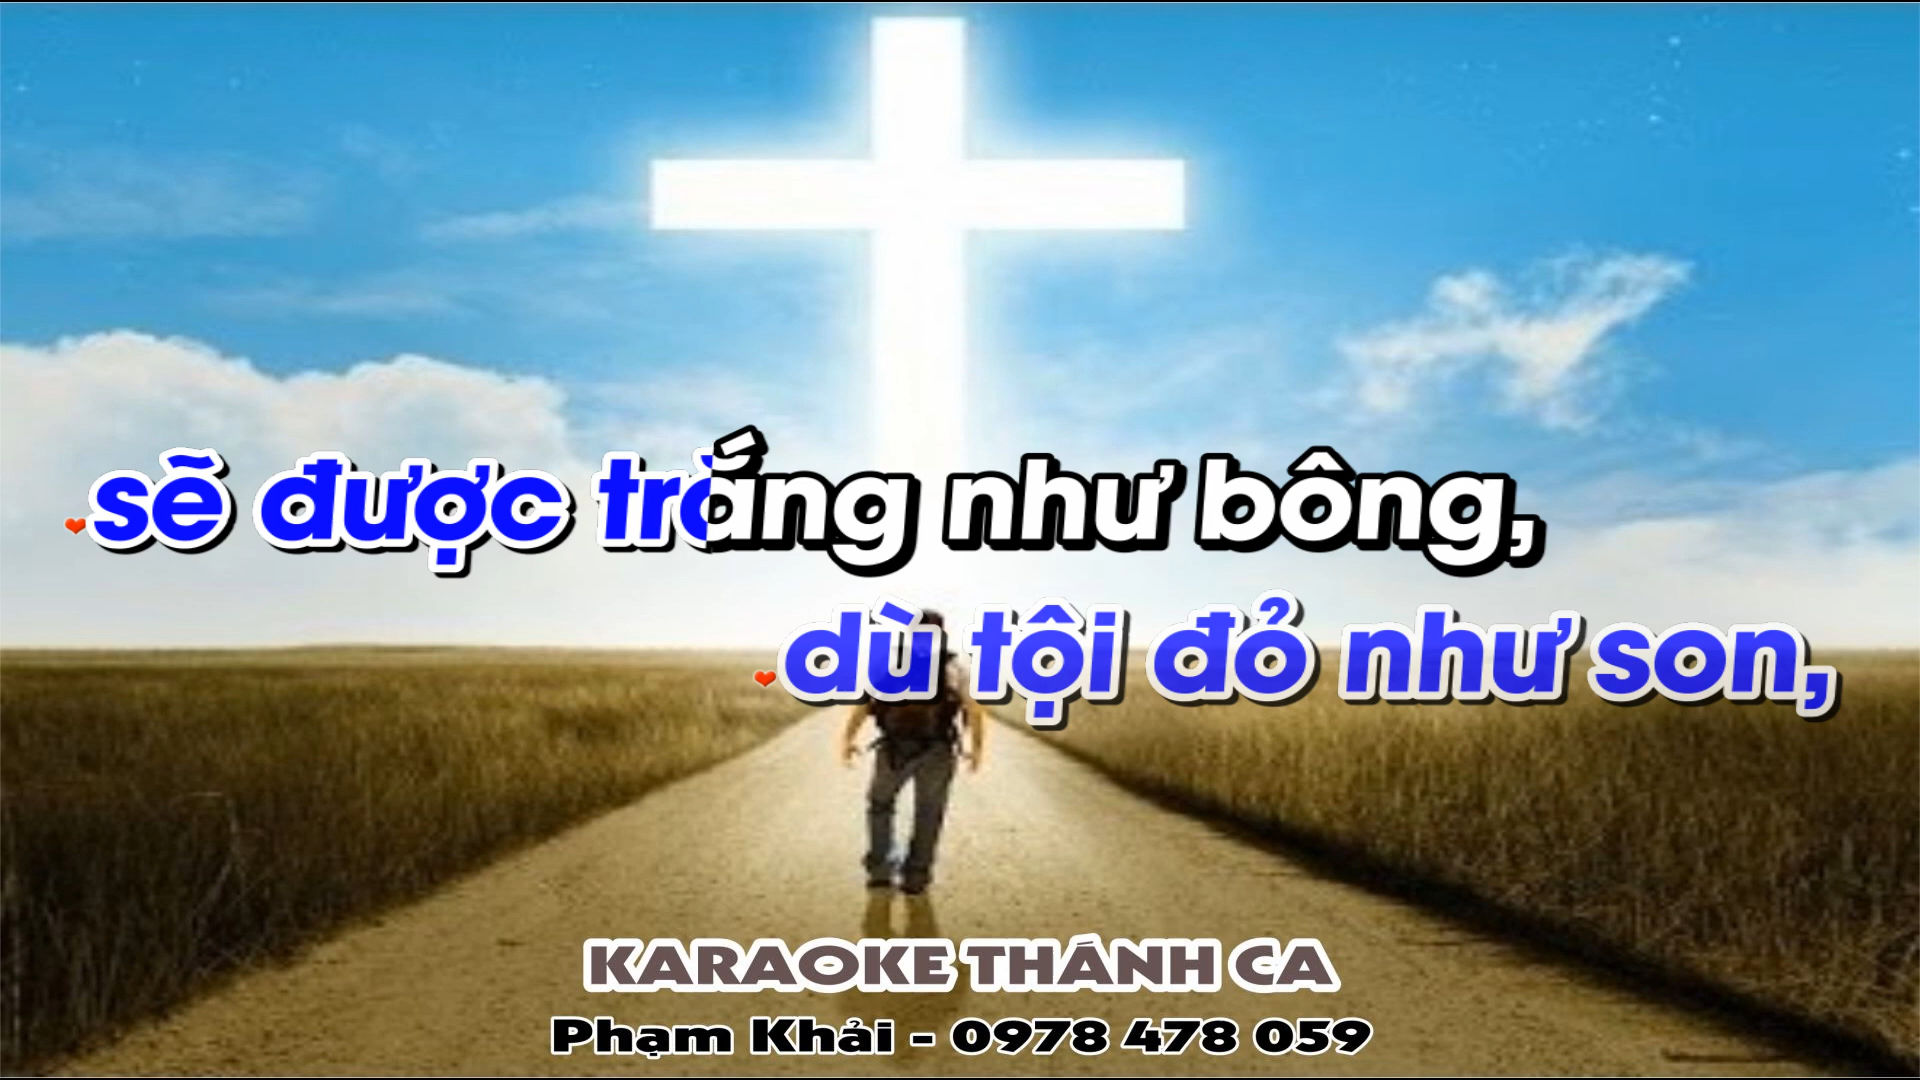 sẽ được trắng như bông,
dù tội đỏ như son,
KARAOKE THÁNH CA
Phạm Khải - 0978 478 059